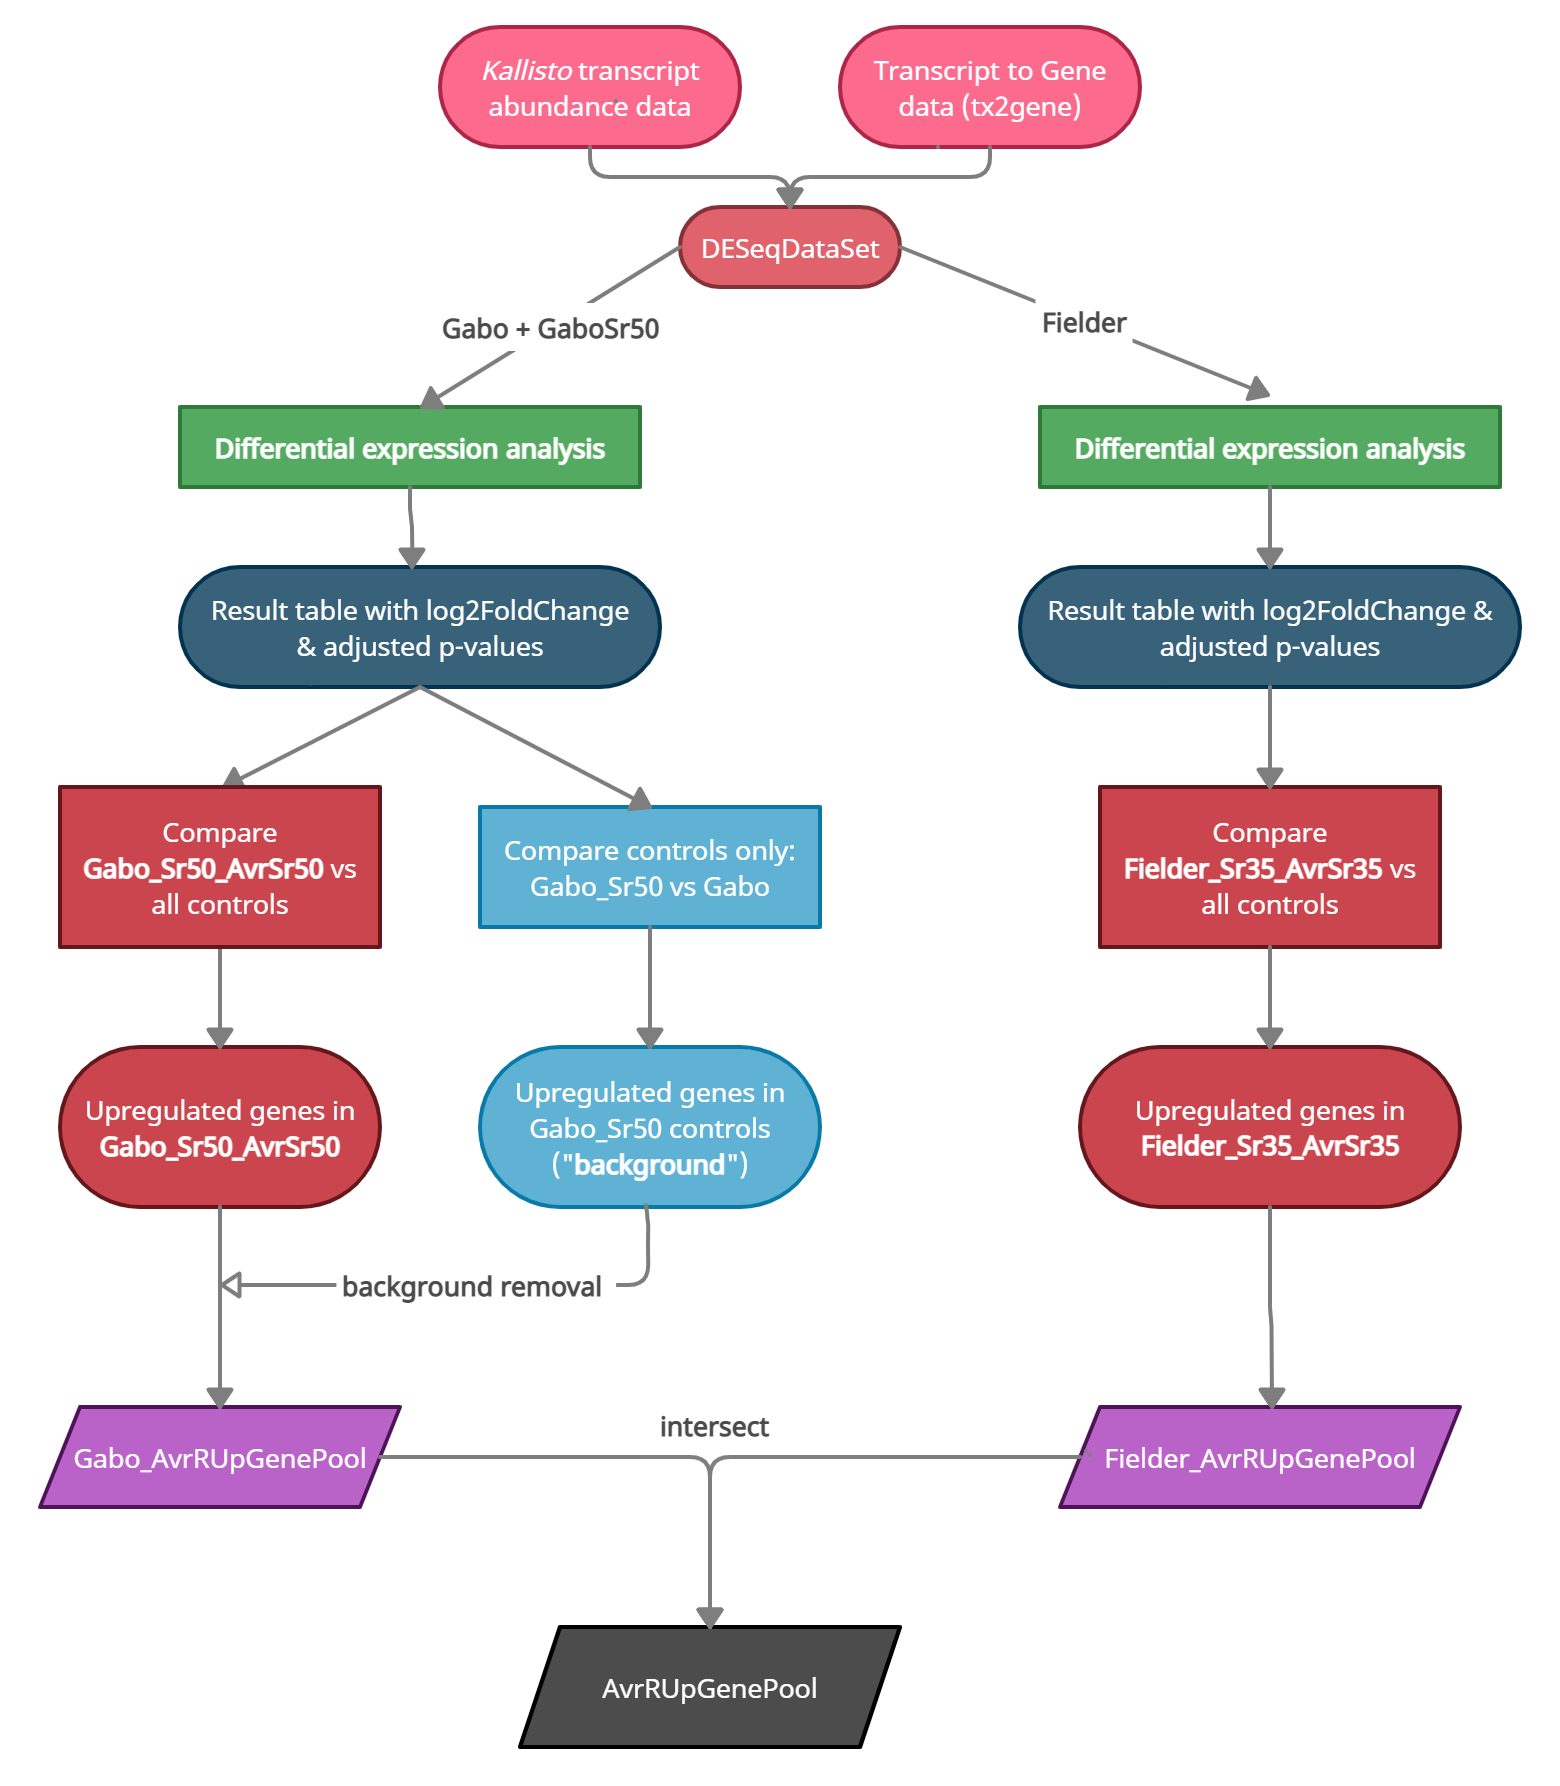 Kallisto transcript
abundance data
Transcript to Gene
data (tx2gene)
DESeqDataSet
Gabo + GaboSr50
Fielder
Differential expression analysis
Differential expression analysis
Result table with log2FoldChange
& adjusted p-values
Result table with log2FoldChange &
adjusted p-values
Compare
Gabo_Sr50_AvrSr50 vs
all controls
Compare controls only:
Gabo_Sr50 vs Gabo
Compare
Fielder_Sr35_AvrSr35 vs
all controls
Upregulated genes in
Gabo_Sr50_AvrSr50
Upregulated genes in
Gabo_Sr50 controls
("background")
Upregulated genes in
Fielder_Sr35_AvrSr35
background removal
Gabo_AvrRUpGenePool
intersect
Fielder_AvrRUpGenePool
AvrRUpGenePool